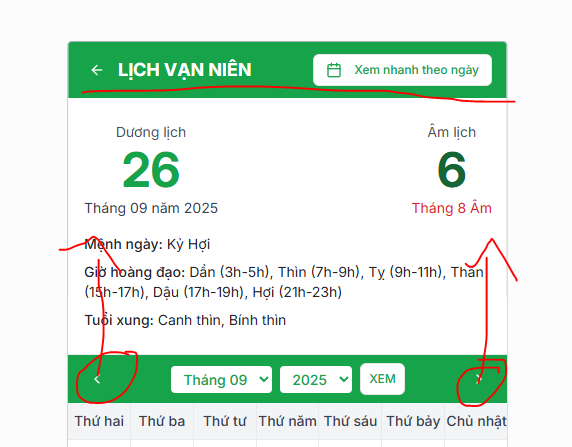 LỊCH VẠN NIÊN
Xem nhanh theo ngày
Dương lịch
Âm lịch
26
6
Tháng 09 năm 2025
Tháng 8 Âm
Mệnh ngày: Kỷ Hợi
Giờ hoàng đạo: Dần (3h-5h), Thìn (7h-9h), Tỵ (9h-11h), Thân
(15h-17h), Dậu (17h-19h), Hợi (21h-23h)
Tuổi xung: Canh thìn, Bính thìn
Tháng 09
2025
XEM
Thứ hai
Thứ ba
Thứ tư
Thứ năm
Thứ sáu
Thứ bảy
Chủ nhật